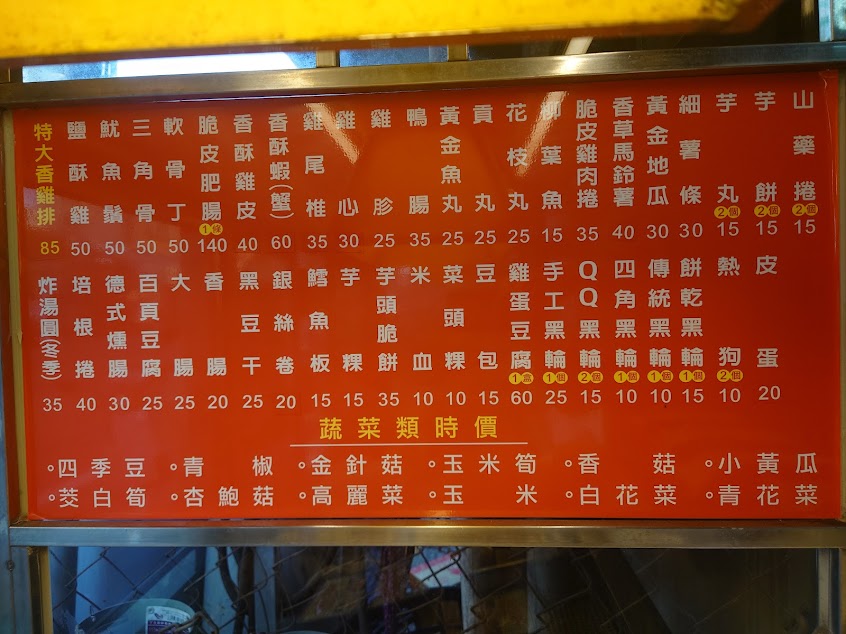 特大香雞排 85
鹽酥雞 50
魷魚鬚 50
三角骨 50
軟骨丁 50
脆皮肥腸 1條 140
香酥雞皮 40
香酥蝦(蟹) 60
雞尾椎 35
雞心 30
雞胗 25
鴨腸 35
黃金魚丸 25
貢丸 25
花枝丸 25
柳葉魚 15
脆皮雞肉捲 35
香草馬鈴薯 40
黃金地瓜 30
細薯條 30
芋丸 2個 15
芋餅 2個 15
山藥捲 2個 15
炸湯圓(冬季) 35
培根捲 40
德式燻腸 30
百頁豆腐 25
大腸 25
香腸 20
黑豆干 25
銀絲卷 20
鱈魚板 15
芋粿 15
芋頭脆餅 35
米血 10
菜頭粿 10
豆包 15
雞蛋豆腐 1盒 60
手工黑輪 1個 25
QQ黑輪 2個 15
四角黑輪 1個 10
傳統黑輪 1個 10
餅乾黑輪 1個 15
熱狗 2個 10
皮蛋 20
蔬菜類時價
。四季豆 。青椒 。金針菇 。玉米筍 。香菇 。小黃瓜
。茭白筍 。杏鮑菇 。高麗菜 。玉米 。白花菜 。青花菜